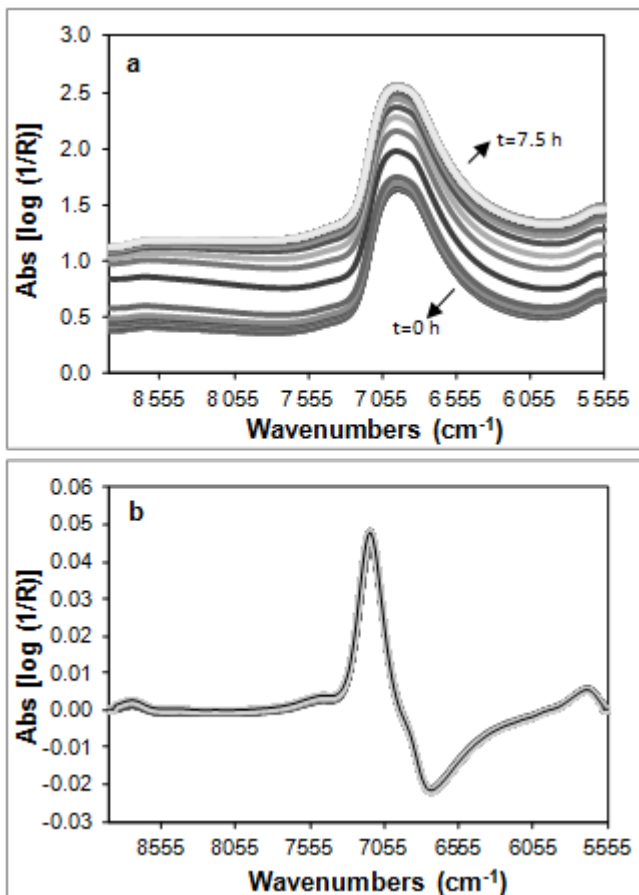 a
3.0
2.5
2.0
1.5
1.0
0.5
0.0
Abs [log (1/R)]
t=7.5 h
t=0 h
8 555 8 055 7 555 7 055 6 555 6 055 5 555
Wavenumbers (cm⁻¹)
b
0.06
0.05
0.04
0.03
0.02
0.01
0.00
-0.01
-0.02
-0.03
Abs [log (1/R)]
8555 8055 7555 7055 6555 6055 5555
Wavenumbers (cm⁻¹)